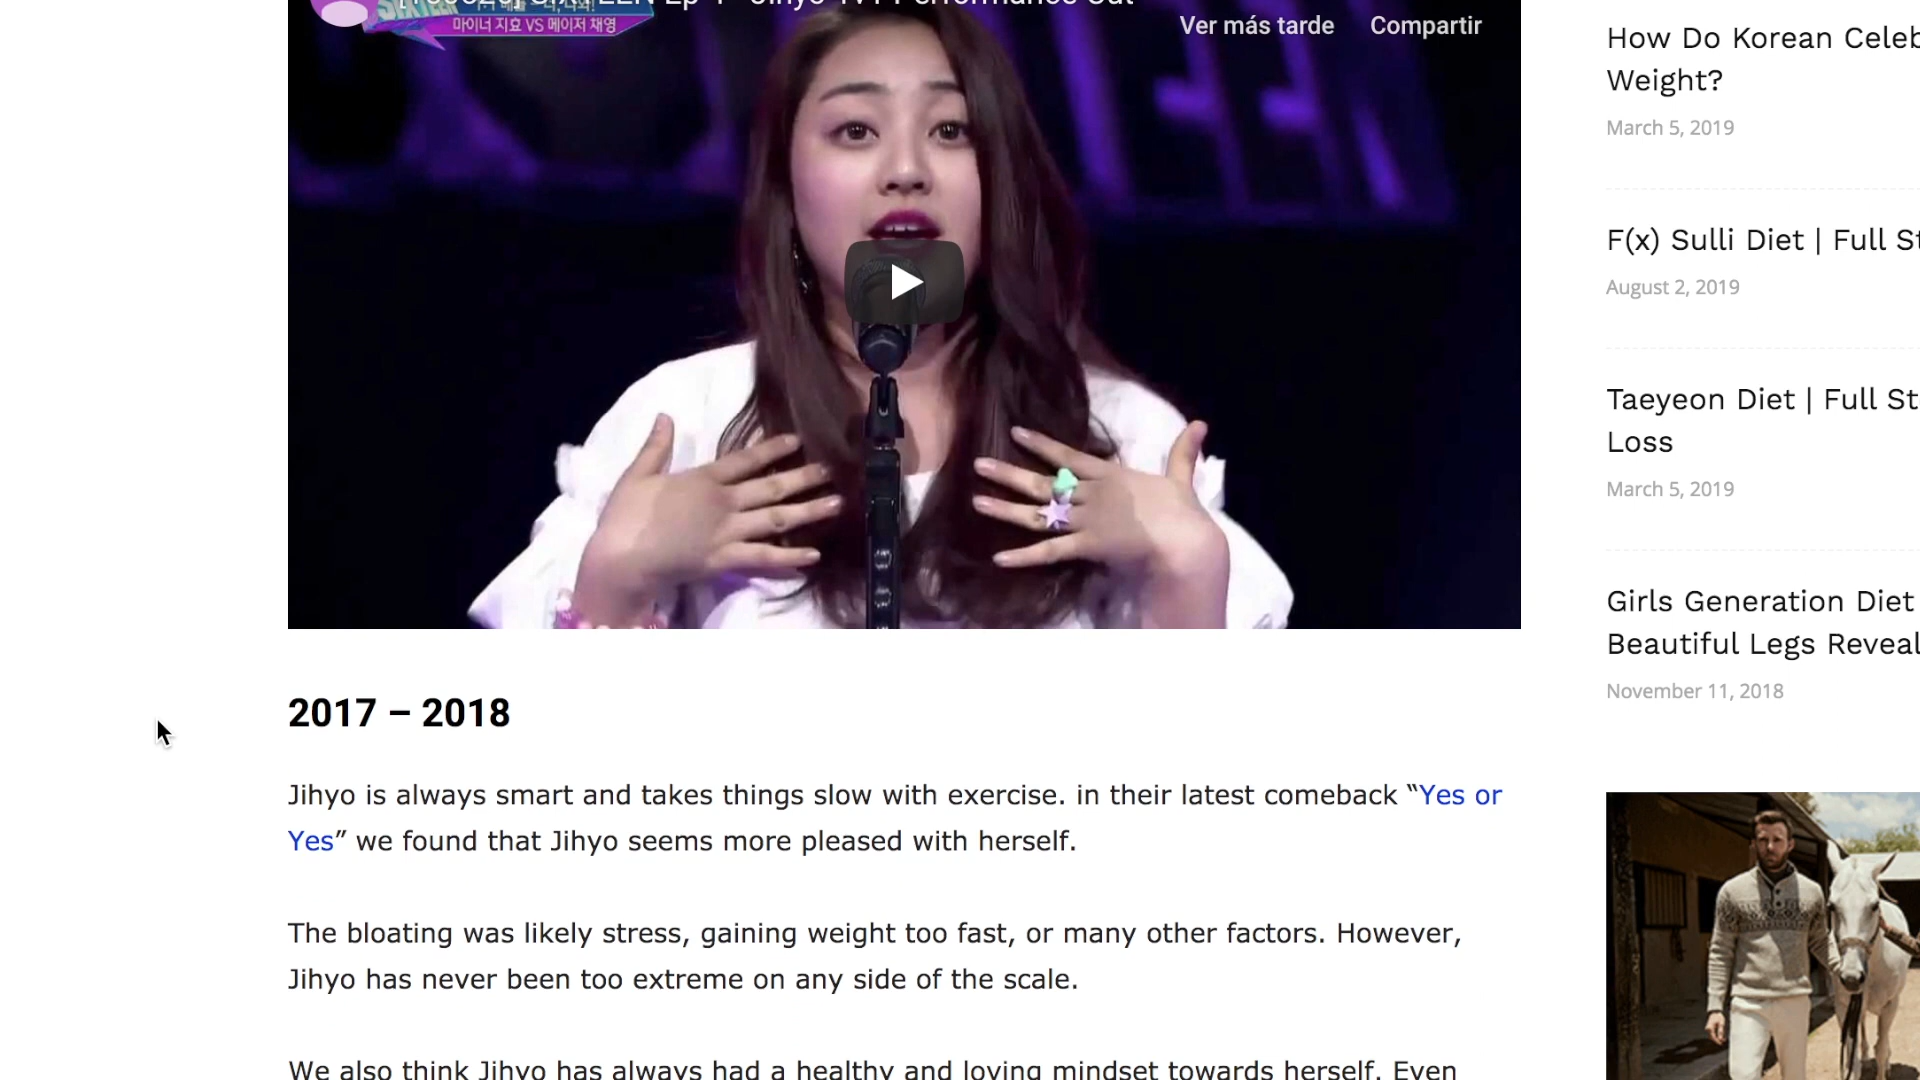 Ver más tarde
Compartir
마이너 지효 VS 메이저 채영
2017 – 2018
Jihyo is always smart and takes things slow with exercise. in their latest comeback “Yes or
Yes” we found that Jihyo seems more pleased with herself.
The bloating was likely stress, gaining weight too fast, or many other factors. However,
Jihyo has never been too extreme on any side of the scale.
We also think Jihyo has always had a healthy and loving mindset towards herself. Even
How Do Korean Celeb
Weight?
March 5, 2019
F(x) Sulli Diet | Full St
August 2, 2019
Taeyeon Diet | Full St
Loss
March 5, 2019
Girls Generation Diet
Beautiful Legs Reveal
November 11, 2018